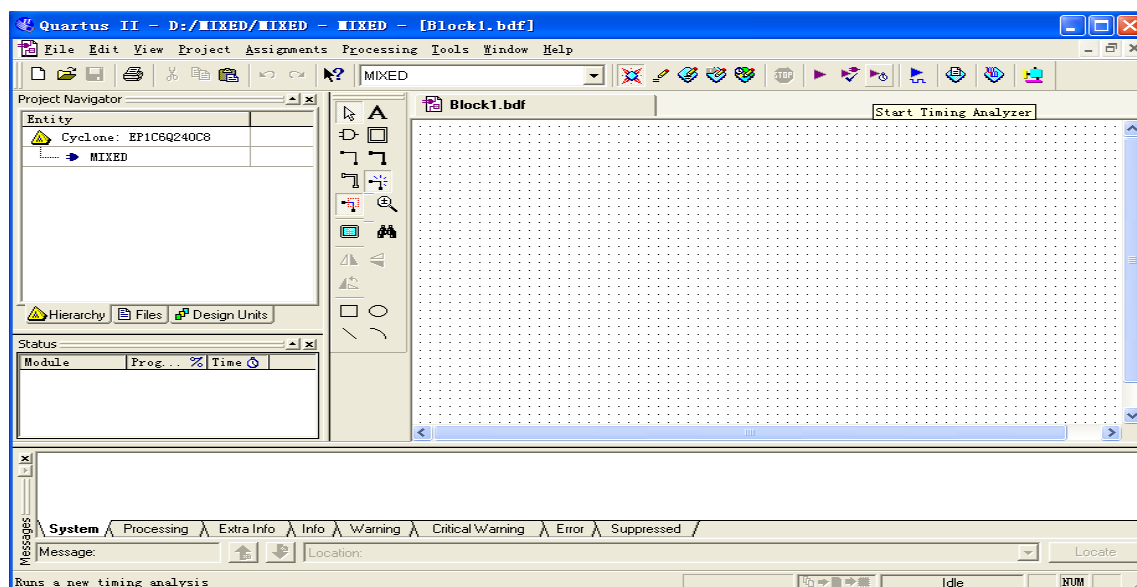 Quartus II - D:/MIXED/MIXED - MIXED - [Block1.bdf]
File Edit View Project Assignments Processing Tools Window Help
MIXED
STOP
Project Navigator
Block1.bdf
Start Timing Analyzer
Entity
Cyclone: EP1C6Q240C8
MIXED
A
Hierarchy Files Design Units
Status
Module Prog... % Time
Messages
System Processing Extra Info Info Warning Critical Warning Error Suppressed
Message: Location: Locate
Runs a new timing analysis Idle NUM